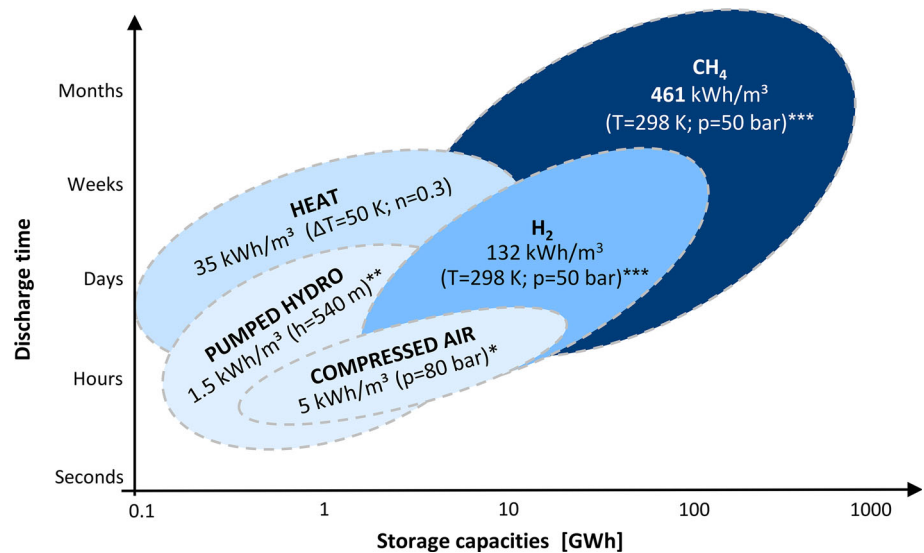 Months
Weeks
Days
Hours
Seconds
Discharge time
CH₄
461 kWh/m³
(T=298 K; p=50 bar)***
HEAT
35 kWh/m³ (ΔT=50 K; n=0.3)
H₂
132 kWh/m³
(T=298 K; p=50 bar)***
PUMPED HYDRO
1.5 kWh/m³ (h=540 m)**
COMPRESSED AIR
5 kWh/m³ (p=80 bar)*
0.1 1 10 100 1000
Storage capacities [GWh]